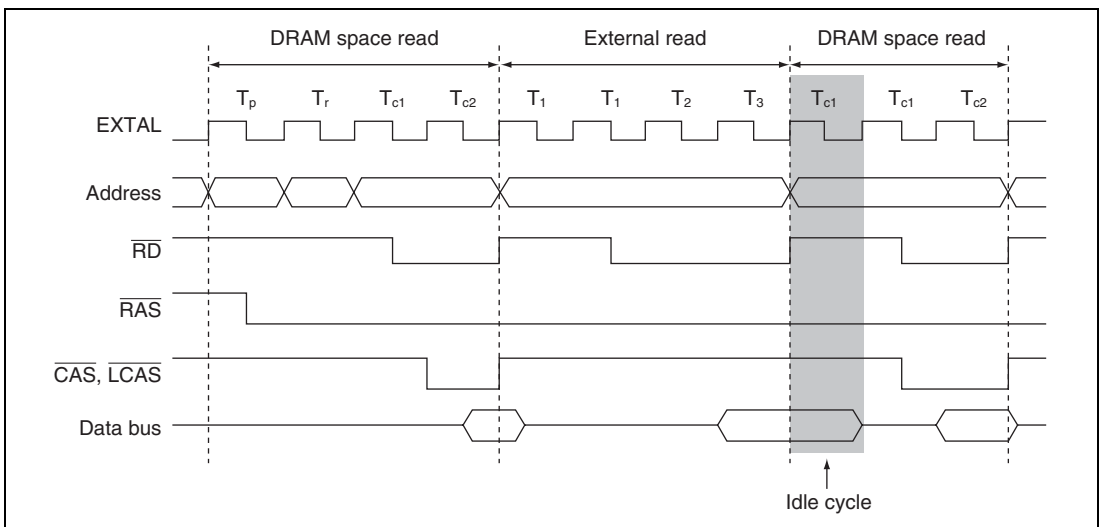 DRAM space read External read DRAM space read
Tp Tr Tc1 Tc2 T1 T1 T2 T3 Tc1 Tc1 Tc2
EXTAL
Address
RD
RAS
CAS, LCAS
Data bus
Idle cycle